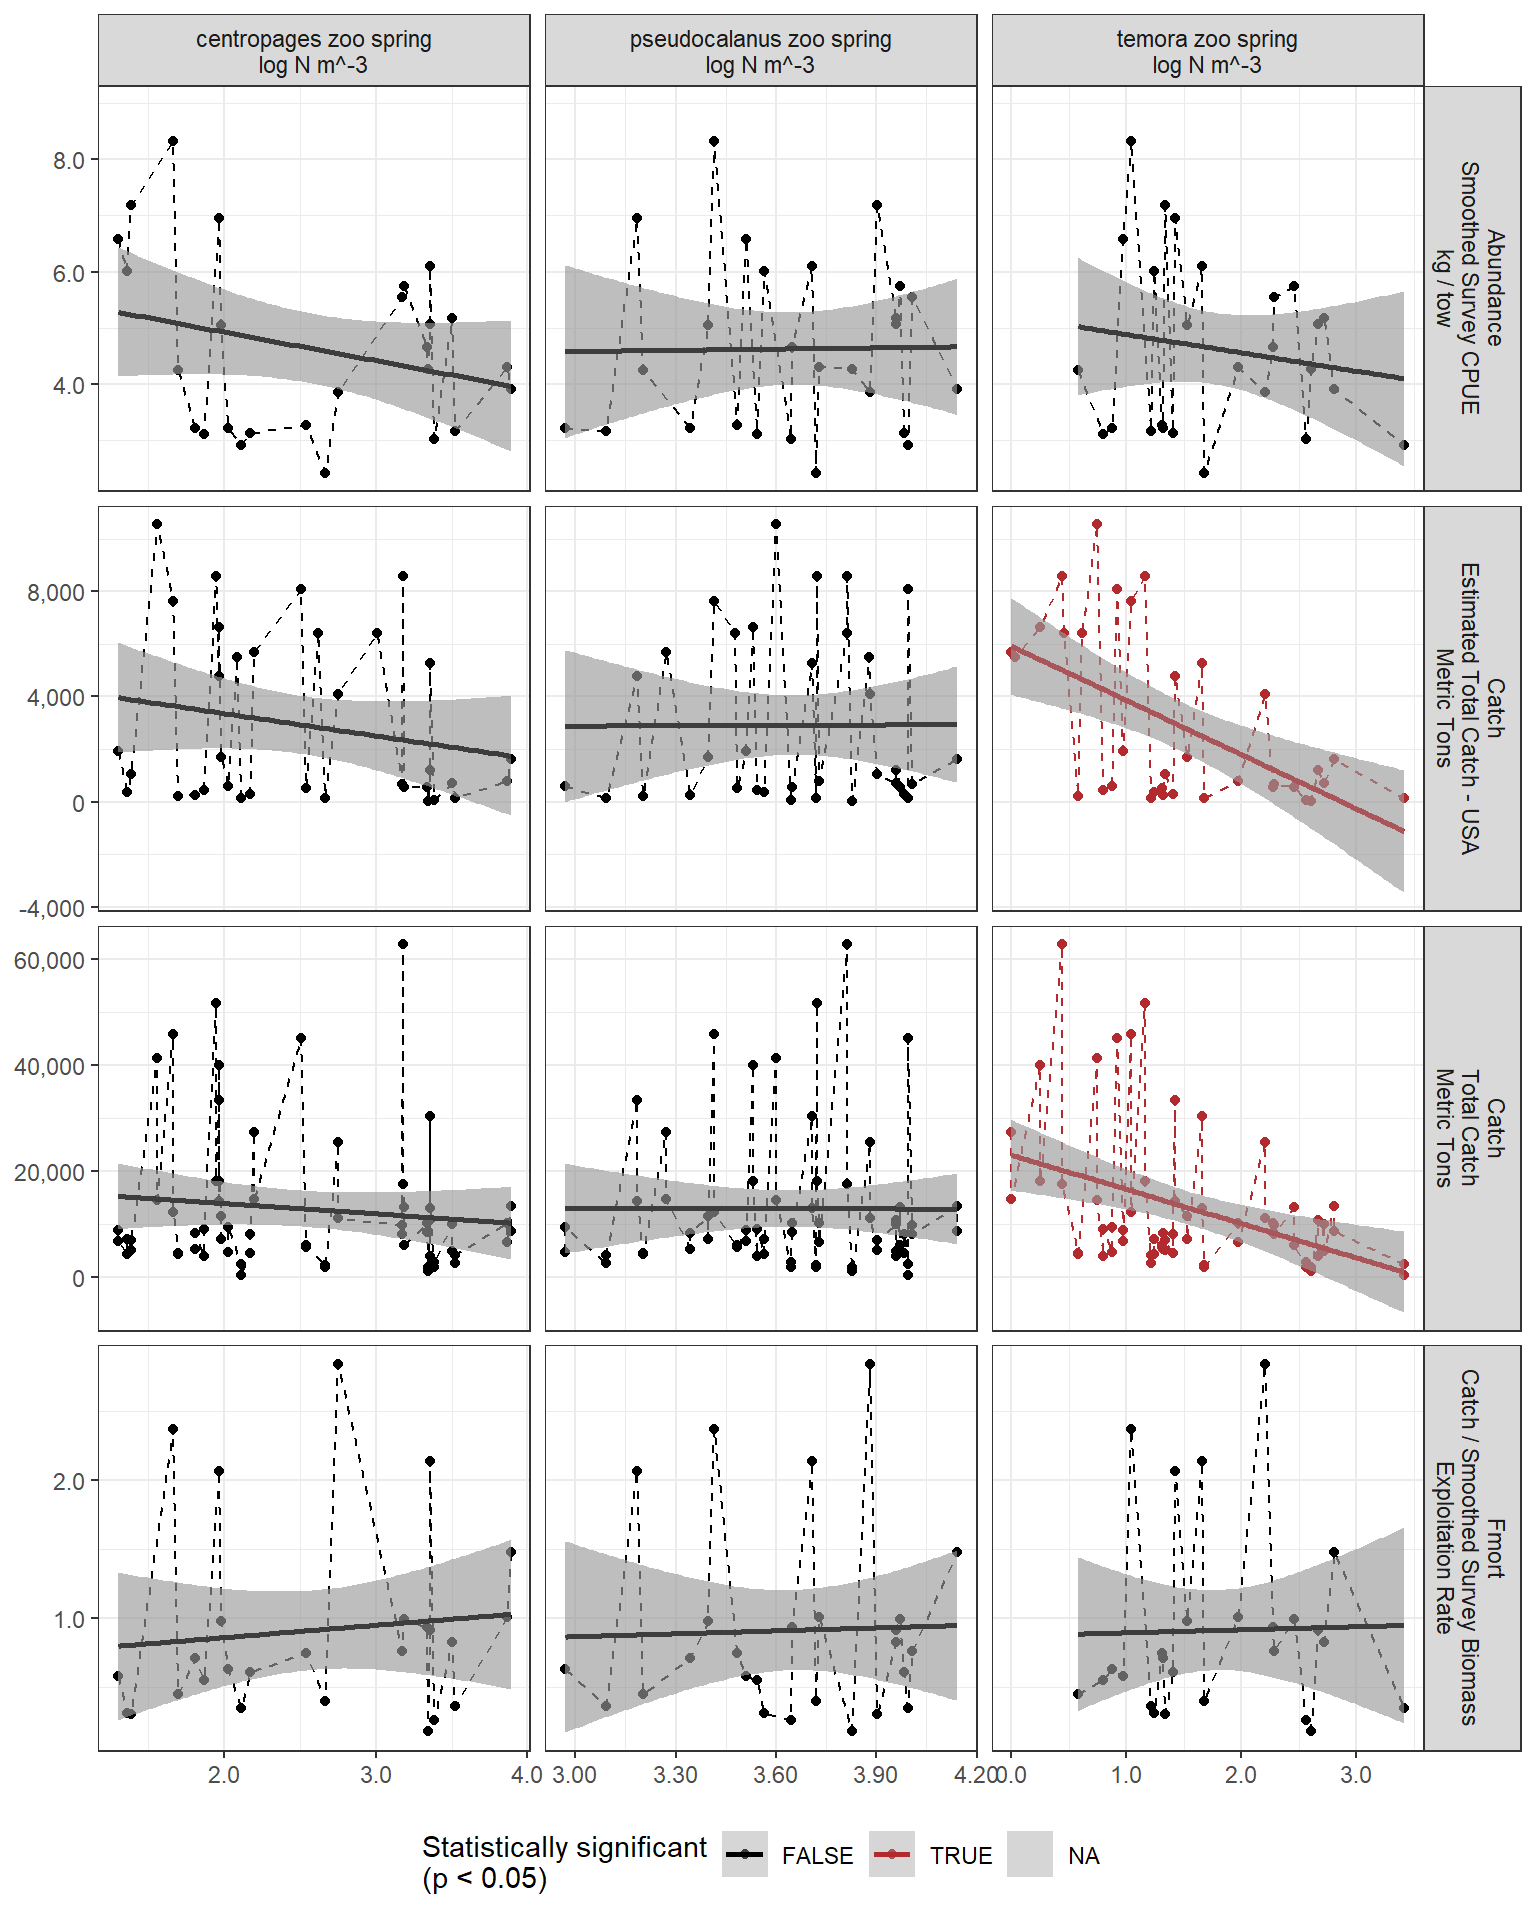 centropages zoo spring
log N m^-3
pseudocalanus zoo spring
log N m^-3
temora zoo spring
log N m^-3
8.0
6.0
4.0
Abundance
Smoothed Survey CPUE
kg / tow
8,000
4,000
0
-4,000
Catch
Estimated Total Catch - USA
Metric Tons
60,000
40,000
20,000
0
Catch
Total Catch
Metric Tons
2.0
1.0
Fmort
Catch / Smoothed Survey Biomass
Exploitation Rate
2.0
3.0
4.0
3.00
3.30
3.60
3.90
4.20
0.0
1.0
2.0
3.0
Statistically significant
(p < 0.05)
FALSE
TRUE
NA